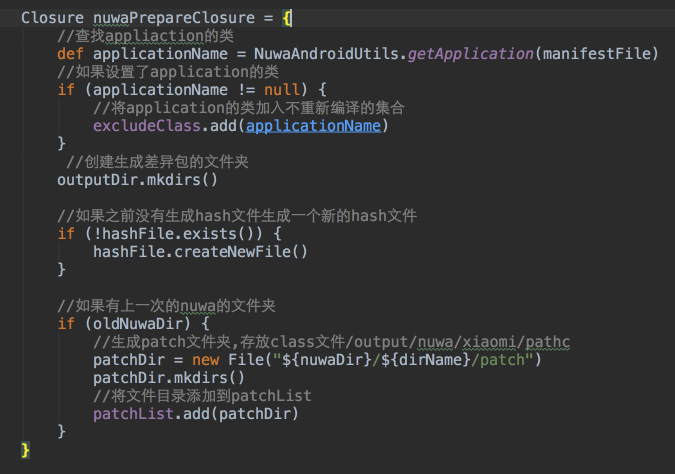 Closure nuwaPrepareClosure = {
//查找appliaction的类
def applicationName = NuwaAndroidUtils.getApplication(manifestFile)
//如果设置了application的类
if (applicationName != null) {
//将application的类加入不重新编译的集合
excludeClass.add(applicationName)
}
//创建生成差异包的文件夹
outputDir.mkdirs()
//如果之前没有生成hash文件生成一个新的hash文件
if (!hashFile.exists()) {
hashFile.createNewFile()
}
//如果有上一次的nuwa的文件夹
if (oldNuwaDir) {
//生成patch文件夹,存放class文件/output/nuwa/xiaomi/pathc
patchDir = new File("${nuwaDir}/${dirName}/patch")
patchDir.mkdirs()
//将文件目录添加到patchList
patchList.add(patchDir)
}
}